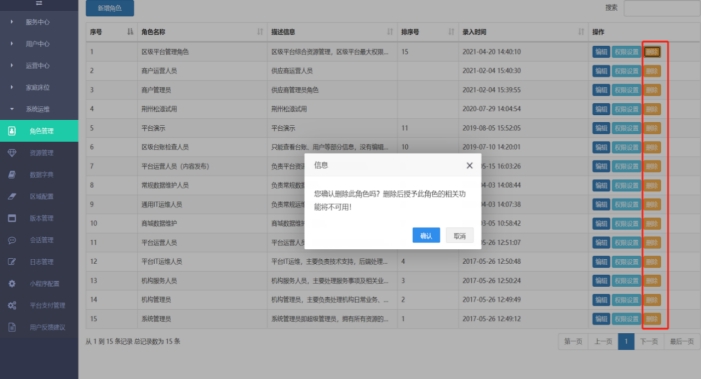 新增角色
搜索
服务中心
用户中心
运营中心
家庭床位
系统运维
角色管理
资源管理
数据字典
区域配置
版本管理
会话管理
日志管理
小程序配置
平台支付管理
用户反馈建议
序号 角色名称 描述信息 排序号 录入时间 操作
1 区级平台管理角色 区级平台综合资源管理，区级平台最大权限... 15 2021-04-20 14:40:10 编辑 权限设置 删除
2 商户运营人员 供应商运营人员 2021-02-04 15:40:30 编辑 权限设置 删除
3 商户管理员 供应商管理员角色 2021-02-04 15:39:55 编辑 权限设置 删除
4 荆州松滋试用 荆州松滋试用 2020-07-29 14:04:54 编辑 权限设置 删除
5 平台演示 平台演示 11 2019-08-05 15:52:05 编辑 权限设置 删除
6 区级台账检查人员 只能查看台账、用户等部分信息，没有编辑... 10 2019-07-10 14:20:01 编辑 权限设置 删除
7 平台运营人员（内容发布） 负责平台资 -15 16:03:26 编辑 权限设置 删除
8 常规数据维护人员 负责常规数据 -04 14:08:44 编辑 权限设置 删除
9 通用IT运维人员 负责常规运维 -04 14:07:38 编辑 权限设置 删除
10 商城数据维护 商城数据维护 -05 10:58:42 编辑 权限设置 删除
11 平台运营人员 平台运营人员 -26 12:51:07 编辑 权限设置 删除
12 平台IT运维人员 平台IT运维，主要负责技术支持，后端处理... 4 2017-05-26 12:50:48 编辑 权限设置 删除
13 机构服务人员 机构服务人员，主要处理服务事项及相关业... 3 2017-05-26 12:50:24 编辑 权限设置 删除
14 机构管理员 机构管理员，主要负责处理机构日常业务、... 2 2017-05-26 12:49:49 编辑 权限设置 删除
15 系统管理员 系统管理员即超级管理员，拥有所有资源的... 1 2017-05-26 12:49:12 编辑 权限设置 删除
信息
您确认删除此角色吗？删除后授予此角色的相关功
能将不可用！
确认 取消
从 1 到 15 条记录 总记录数为 15 条
第一页 上一页 1 下一页 最后一页